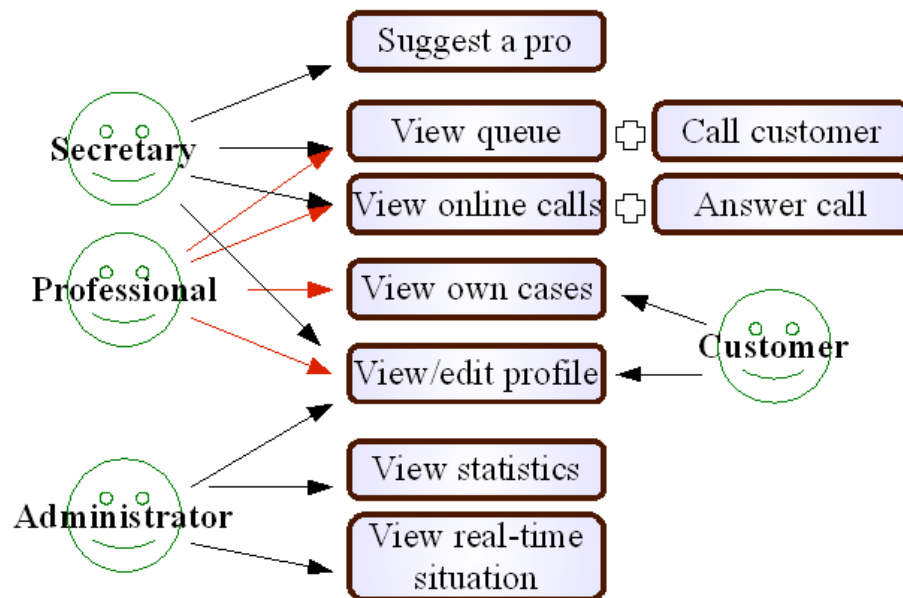 Suggest a pro
Secretary
View queue
Call customer
View online calls
Answer call
Professional
View own cases
Customer
View/edit profile
Administrator
View statistics
View real-time
situation